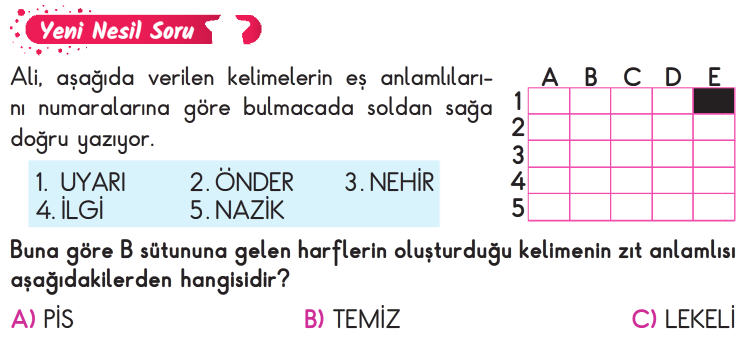 Yeni Nesil Soru
Ali, aşağıda verilen kelimelerin eş anlamlıları-
nı numaralarına göre bulmacada soldan sağa
doğru yazıyor.
1. UYARI 2. ÖNDER 3. NEHİR
4. İLGİ 5. NAZİK
A B C D E
1
2
3
4
5
Buna göre B sütununa gelen harflerin oluşturduğu kelimenin zıt anlamlısı
aşağıdakilerden hangisidir?
A) PİS B) TEMİZ C) LEKELİ